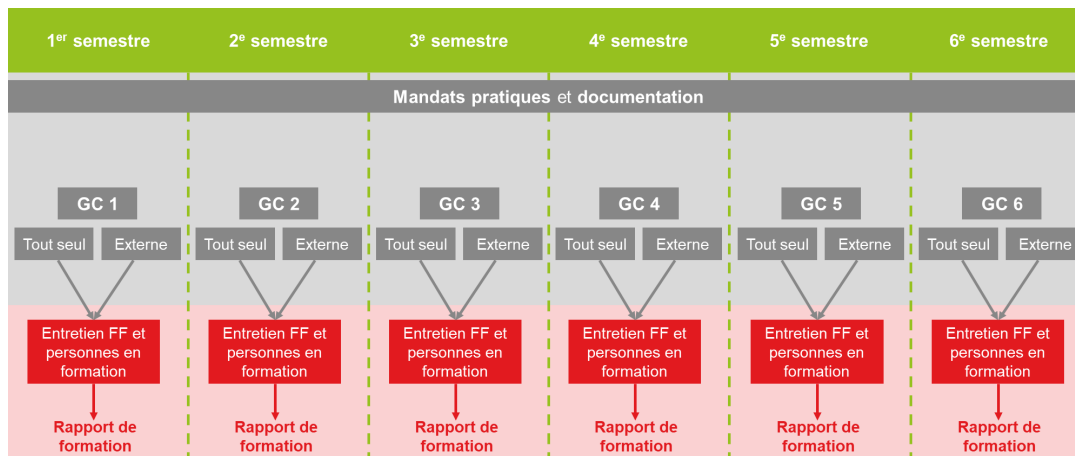 1er semestre 2e semestre 3e semestre 4e semestre 5e semestre 6e semestre
Mandats pratiques et documentation
GC 1 GC 2 GC 3 GC 4 GC 5 GC 6
Tout seul Externe Tout seul Externe Tout seul Externe Tout seul Externe Tout seul Externe Tout seul Externe
Entretien FF et Entretien FF et Entretien FF et Entretien FF et Entretien FF et Entretien FF et
personnes en personnes en personnes en personnes en personnes en personnes en
formation formation formation formation formation formation
Rapport de Rapport de Rapport de Rapport de Rapport de Rapport de
formation formation formation formation formation formation